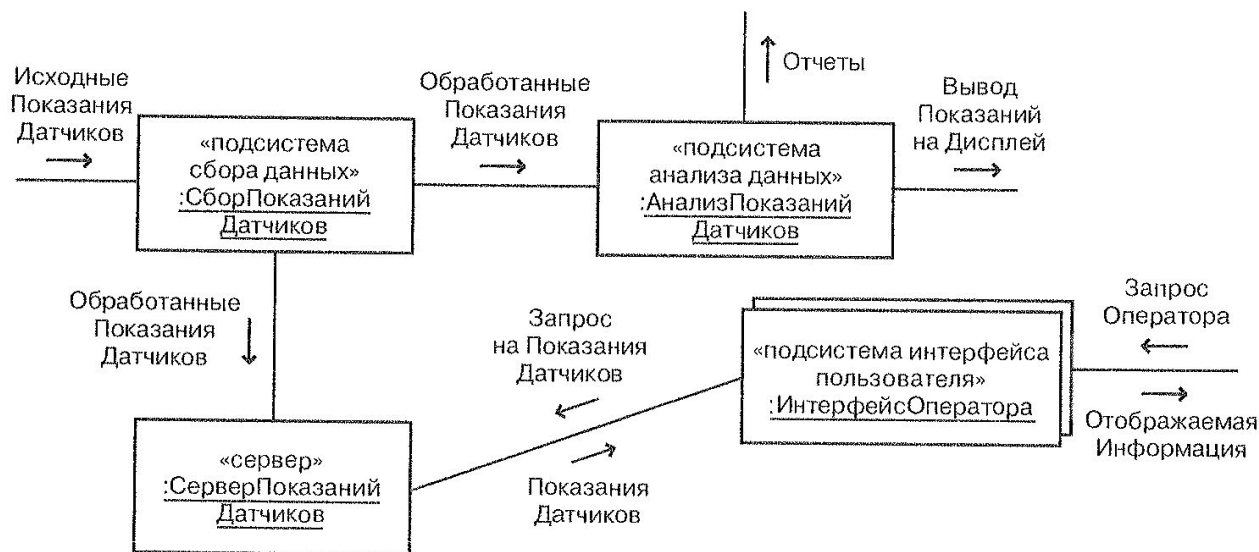 Исходные
Показания
Датчиков
«подсистема
сбора данных»
:СборПоказаний
Датчиков
Обработанные
Показания
Датчиков
Отчеты
«подсистема
анализа данных»
:АнализПоказаний
Датчиков
Вывод
Показаний
на Дисплей
Обработанные
Показания
Датчиков
Запрос
на Показания
Датчиков
«подсистема интерфейса
пользователя»
:ИнтерфейсОператора
Запрос
Оператора
Отображаемая
Информация
«сервер»
:СерверПоказаний
Датчиков
Показания
Датчиков